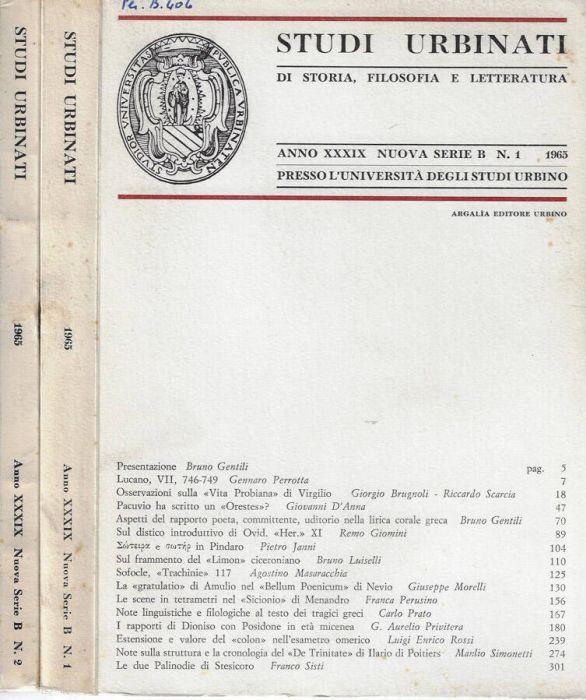 Ph. B. 404
STUDI URBINATI
DI STORIA, FILOSOFIA E LETTERATURA
ANNO XXXIX NUOVA SERIE B N. 1 1965
PRESSO L'UNIVERSITÀ DEGLI STUDI URBINO
ARGALÌA EDITORE URBINO
Presentazione Bruno Gentili pag. 5
Lucano, VII, 746-749 Gennaro Perrotta 7
Osservazioni sulla «Vita Probiana» di Virgilio Giorgio Brugnoli - Riccardo Scarcia 18
Pacuvio ha scritto un «Orestes»? Giovanni D'Anna 47
Aspetti del rapporto poeta, committente, uditorio nella lirica corale greca Bruno Gentili 70
Sul distico introduttivo di Ovid. «Her.» XI Remo Giomini 89
Σώτειρα e σωτήρ in Pindaro Pietro Janni 104
Sul frammento del «Limon» ciceroniano Bruno Luiselli 110
Sofocle, «Trachinie» 117 Agostino Masaracchia 125
La «gratulatio» di Amulio nel «Bellum Poenicum» di Nevio Giuseppe Morelli 130
Le scene in tetrametri nel «Sicionio» di Menandro Franca Perusino 156
Note linguistiche e filologiche al testo dei tragici greci Carlo Prato 167
I rapporti di Dioniso con Posidone in età micenea G. Aurelio Privitera 180
Estensione e valore del «colon» nell'esametro omerico Luigi Enrico Rossi 239
Note sulla struttura e la cronologia del «De Trinitate» di Ilario di Poitiers Manlio Simonetti 274
Le due Palinodie di Stesicoro Franco Sisti 301
STUDIORUM UNIVERSITAS PUBLICA URBINATEN
STUDI URBINATI
1965
Anno XXXIX Nuova Serie B N. 1
STUDI URBINATI
1965
Anno XXXIX Nuova Serie B N. 2